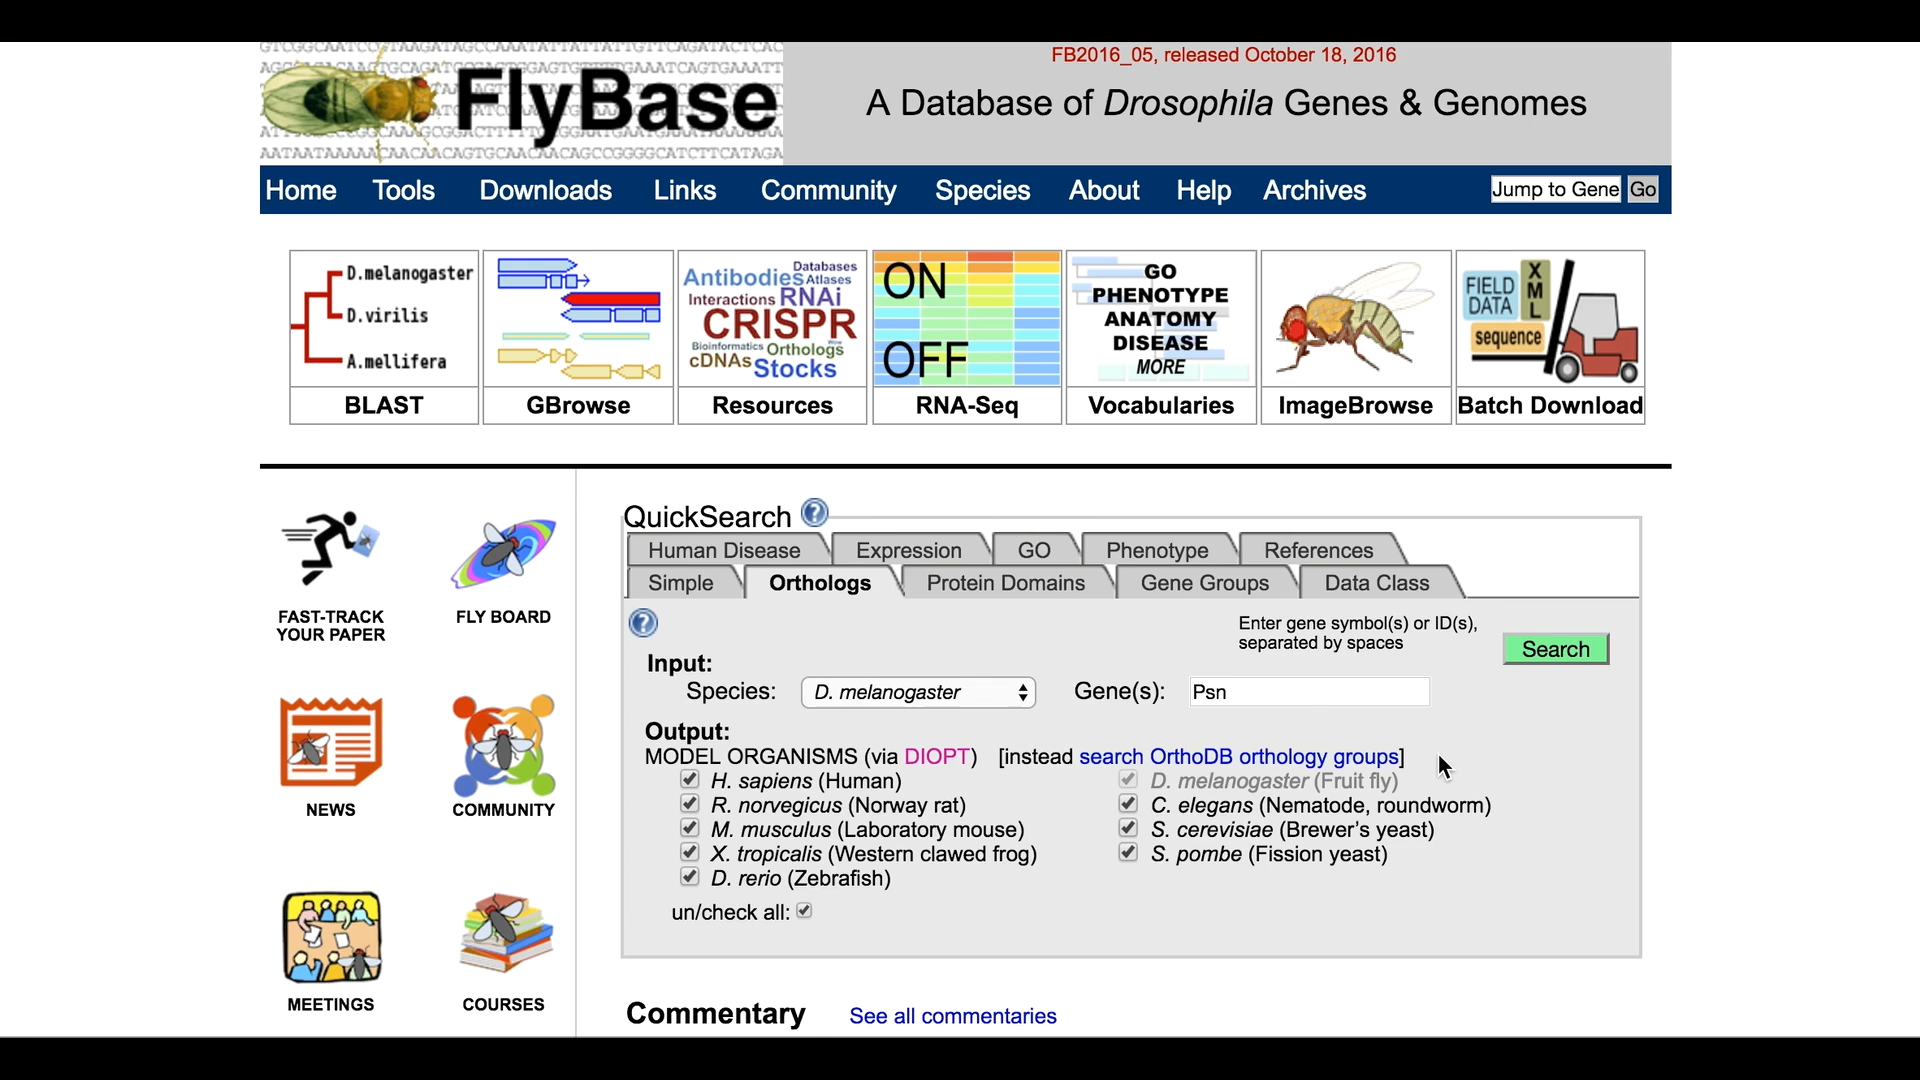 FB2016_05, released October 18, 2016
FlyBase
A Database of Drosophila Genes & Genomes
Home Tools Downloads Links Community Species About Help Archives Jump to Gene Go
D.melanogaster
D.virilis
A.mellifera
BLAST
GBrowse
Databases
Antibodies Atlases
Interactions RNAi
CRISPR
Bioinformatics Orthologs
cDNAs Stocks
Resources
ON
OFF
RNA-Seq
GO
PHENOTYPE
ANATOMY
DISEASE
MORE
Vocabularies
ImageBrowse
FIELD
DATA
XML
sequence
Batch Download
FAST-TRACK
YOUR PAPER
FLY BOARD
NEWS
COMMUNITY
MEETINGS
COURSES
QuickSearch ?
Human Disease Expression GO Phenotype References
Simple Orthologs Protein Domains Gene Groups Data Class
?
Enter gene symbol(s) or ID(s),
separated by spaces
Search
Input:
Species: D. melanogaster Gene(s): Psn
Output:
MODEL ORGANISMS (via DIOPT) [instead search OrthoDB orthology groups]
H. sapiens (Human) D. melanogaster (Fruit fly)
R. norvegicus (Norway rat) C. elegans (Nematode, roundworm)
M. musculus (Laboratory mouse) S. cerevisiae (Brewer's yeast)
X. tropicalis (Western clawed frog) S. pombe (Fission yeast)
D. rerio (Zebrafish)
un/check all:
Commentary See all commentaries